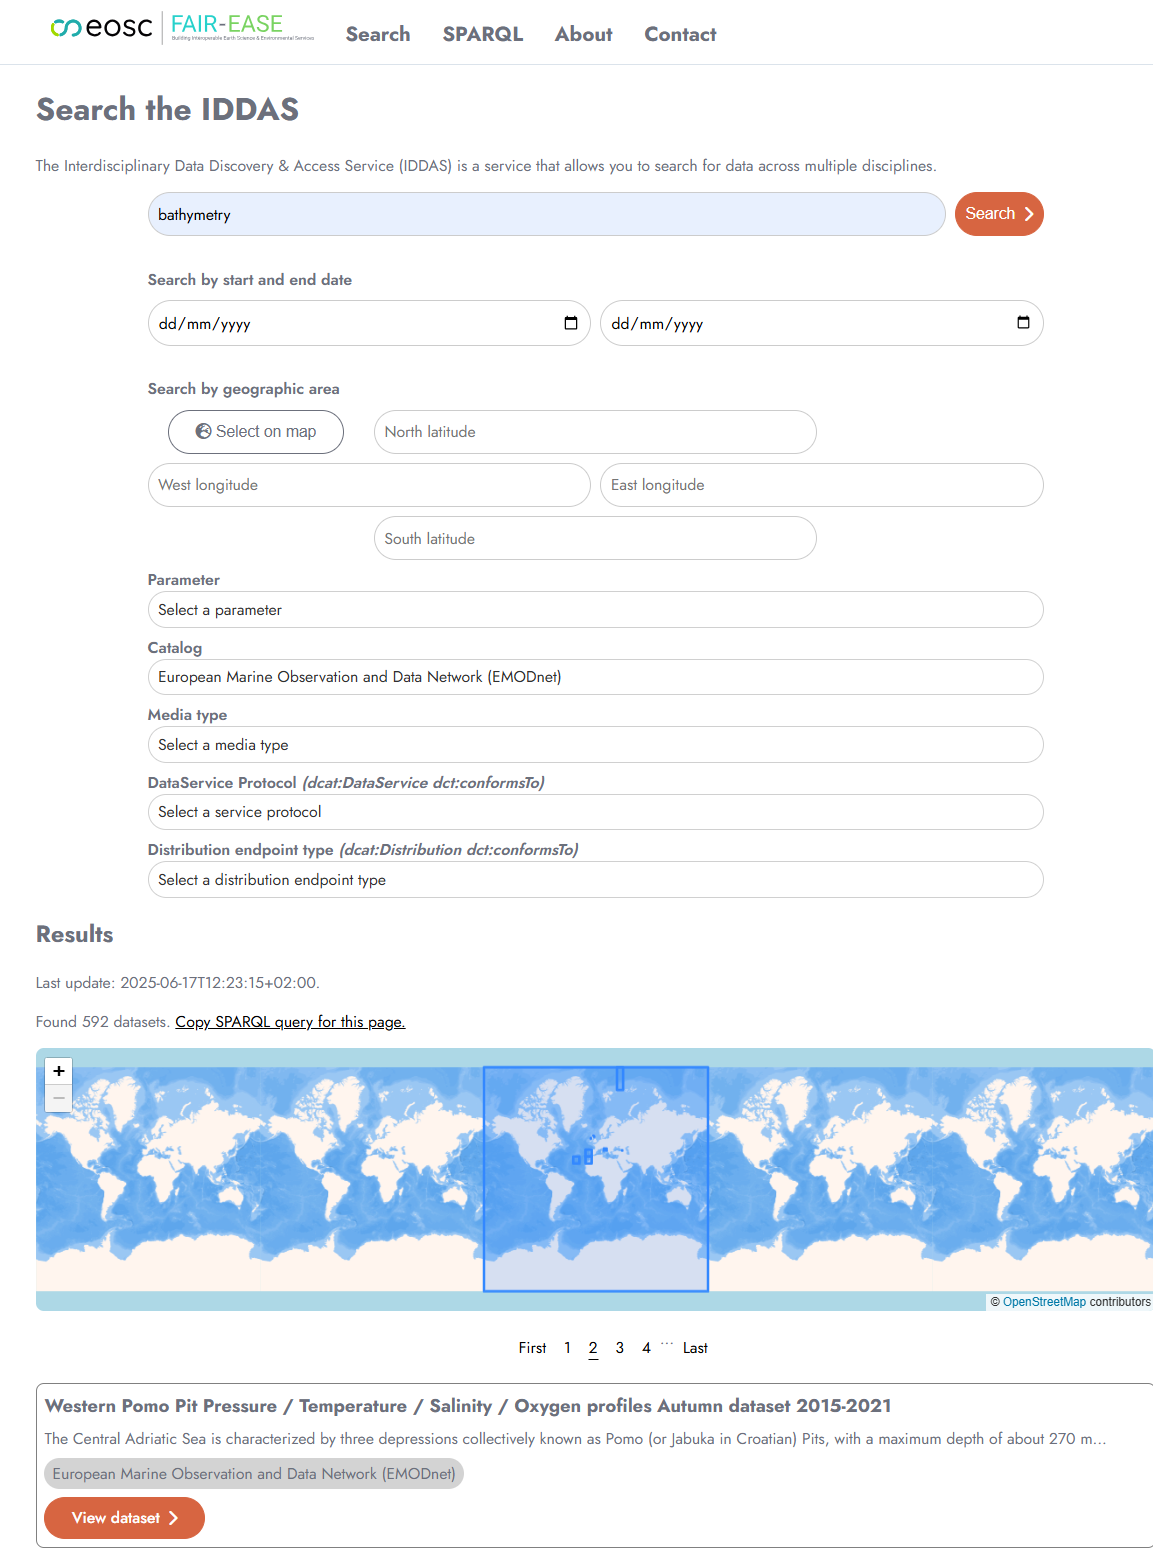 eosc
FAIR-EASE
Building Interoperable Earth Science & Environmental Services
Search
SPARQL
About
Contact
Search the IDDAS
The Interdisciplinary Data Discovery & Access Service (IDDAS) is a service that allows you to search for data across multiple disciplines.
bathymetry
Search
Search by start and end date
dd/mm/yyyy
dd/mm/yyyy
Search by geographic area
Select on map
North latitude
West longitude
East longitude
South latitude
Parameter
Select a parameter
Catalog
European Marine Observation and Data Network (EMODnet)
Media type
Select a media type
DataService Protocol (dcat:DataService dct:conformsTo)
Select a service protocol
Distribution endpoint type (dcat:Distribution dct:conformsTo)
Select a distribution endpoint type
Results
Last update: 2025-06-17T12:23:15+02:00.
Found 592 datasets. Copy SPARQL query for this page.
+
−
© OpenStreetMap contributors
First 1 2 3 4 ... Last
Western Pomo Pit Pressure / Temperature / Salinity / Oxygen profiles Autumn dataset 2015-2021
The Central Adriatic Sea is characterized by three depressions collectively known as Pomo (or Jabuka in Croatian) Pits, with a maximum depth of about 270 m...
European Marine Observation and Data Network (EMODnet)
View dataset